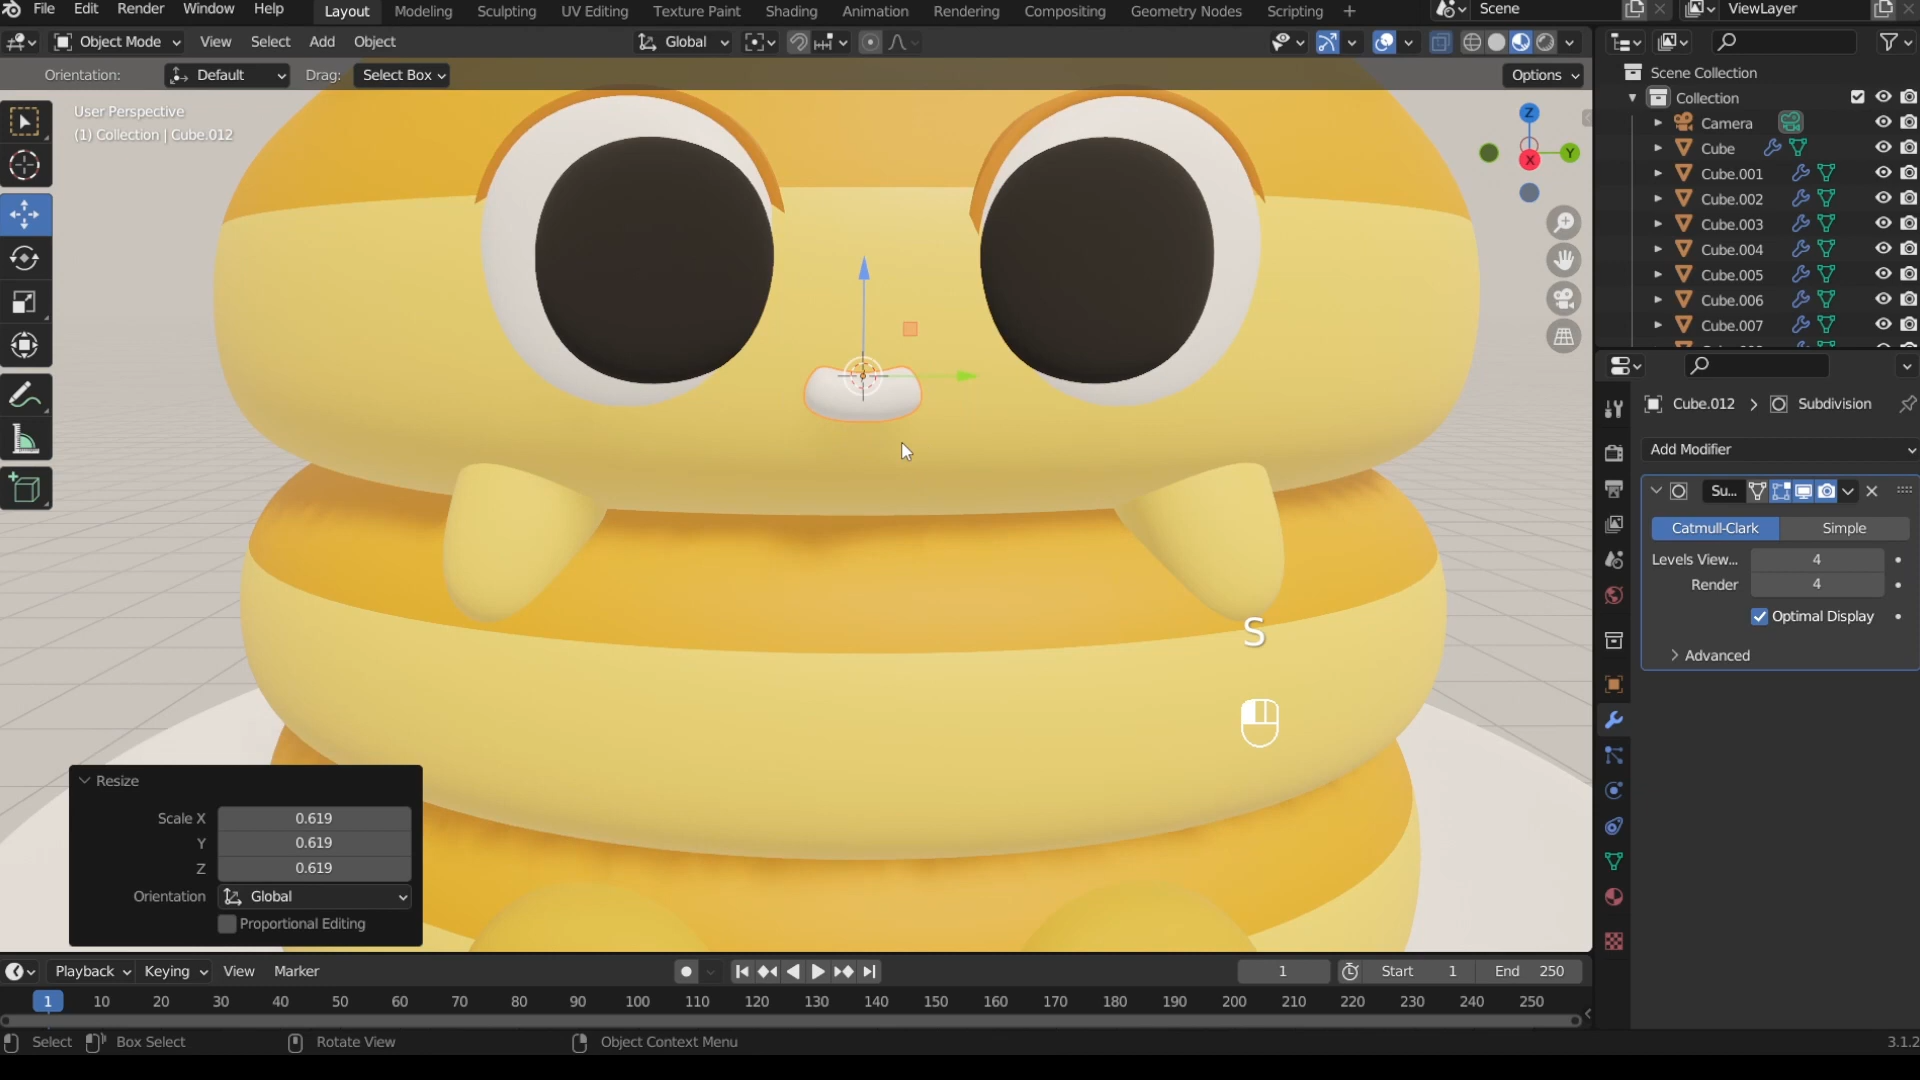 File Edit Render Window Help Layout Modeling Sculpting UV Editing Texture Paint Shading Animation Rendering Compositing Geometry Nodes Scripting + Scene ViewLayer
Object Mode View Select Add Object Global
Orientation: Default Drag: Select Box Options
User Perspective
(1) Collection | Cube.012
Z
Y
X
Scene Collection
Collection
Camera
Cube
Cube.001
Cube.002
Cube.003
Cube.004
Cube.005
Cube.006
Cube.007
Cube.012 > Subdivision
Add Modifier
Su...
Catmull-Clark Simple
Levels View... 4
Render 4
Optimal Display
Advanced
S
Resize
Scale X 0.619
Y 0.619
Z 0.619
Orientation Global
Proportional Editing
Playback Keying View Marker 1 Start 1 End 250
1 10 20 30 40 50 60 70 80 90 100 110 120 130 140 150 160 170 180 190 200 210 220 230 240 250
Select Box Select Rotate View Object Context Menu 3.1.2